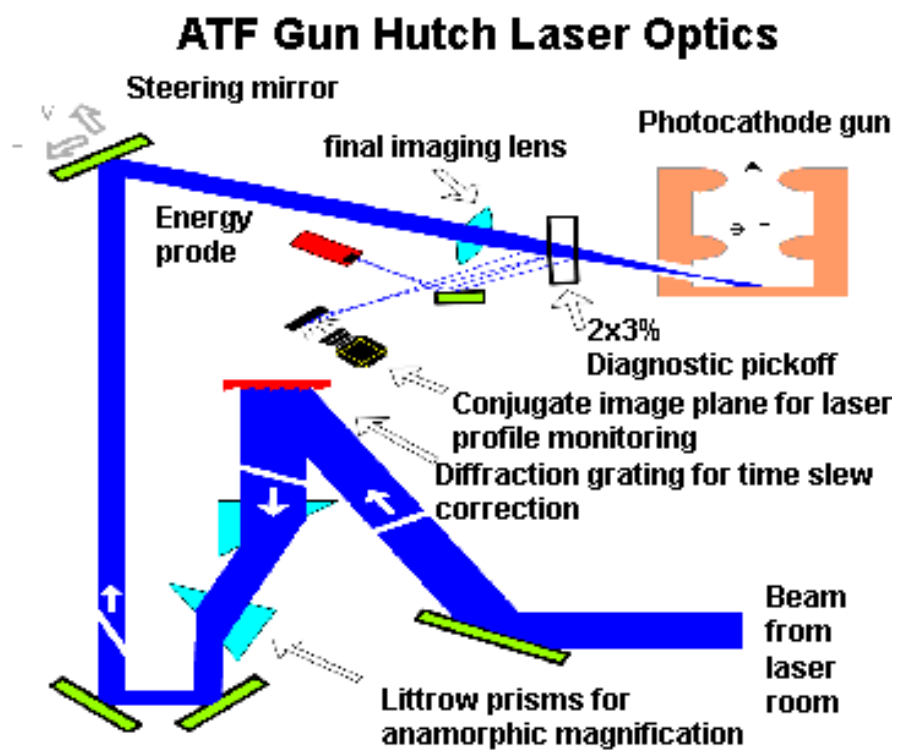 ATF Gun Hutch Laser Optics
Steering mirror
Photocathode gun
final imaging lens
Energy
prode
2x3%
Diagnostic pickoff
Conjugate image plane for laser
profile monitoring
Diffraction grating for time slew
correction
Beam
from
laser
room
Littrow prisms for
anamorphic magnification